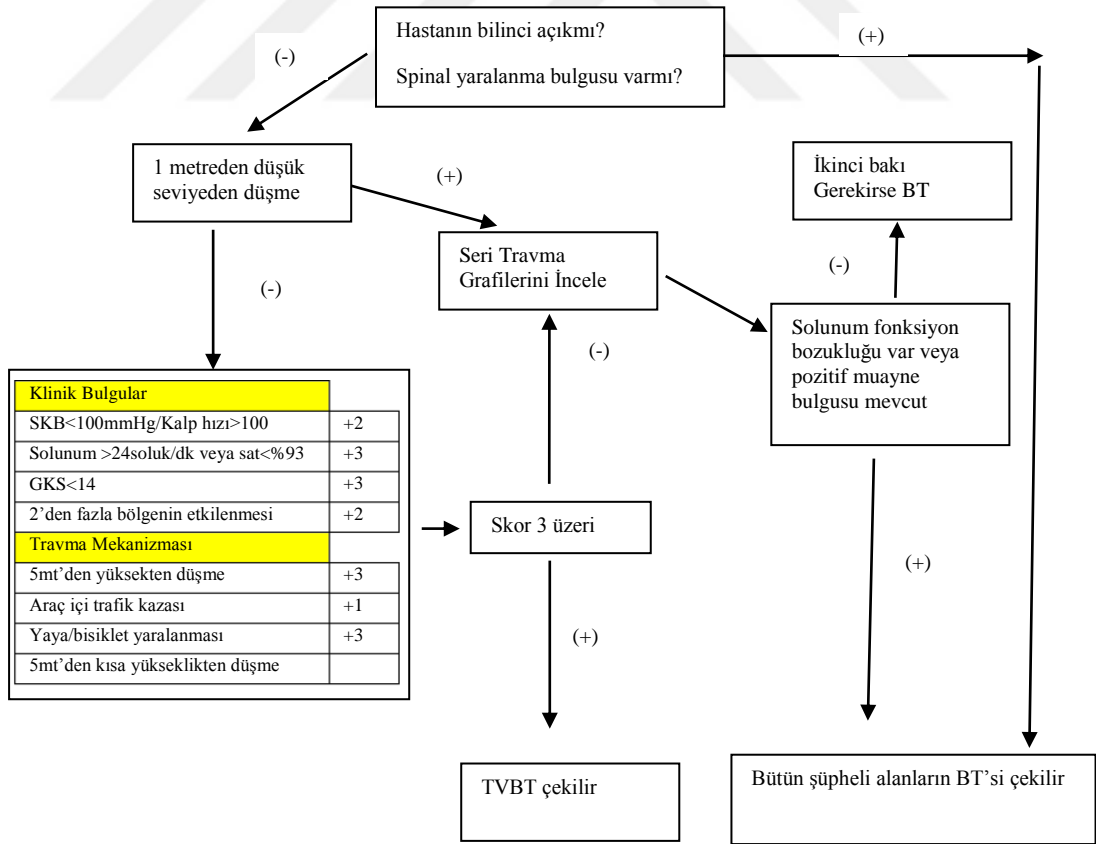 Hastanın bilinci açıkmı?
Spinal yaralanma bulgusu varmı?
(-)
(+)
1 metreden düşük
seviyeden düşme
(+)
(-)
İkinci bakı
Gerekirse BT
Seri Travma
Grafilerini İncele
(-)
(-)
Solunum fonksiyon
bozukluğu var veya
pozitif muayne
bulgusu mevcut
Klinik Bulgular
SKB<100mmHg/Kalp hızı>100 +2
Solunum >24soluk/dk veya sat<%93 +3
GKS<14 +3
2’den fazla bölgenin etkilenmesi +2
Travma Mekanizması
5mt’den yüksekten düşme +3
Araç içi trafik kazası +1
Yaya/bisiklet yaralanması +3
5mt’den kısa yükseklikten düşme
Skor 3 üzeri
(+)
(+)
TVBT çekilir
Bütün şüpheli alanların BT’si çekilir